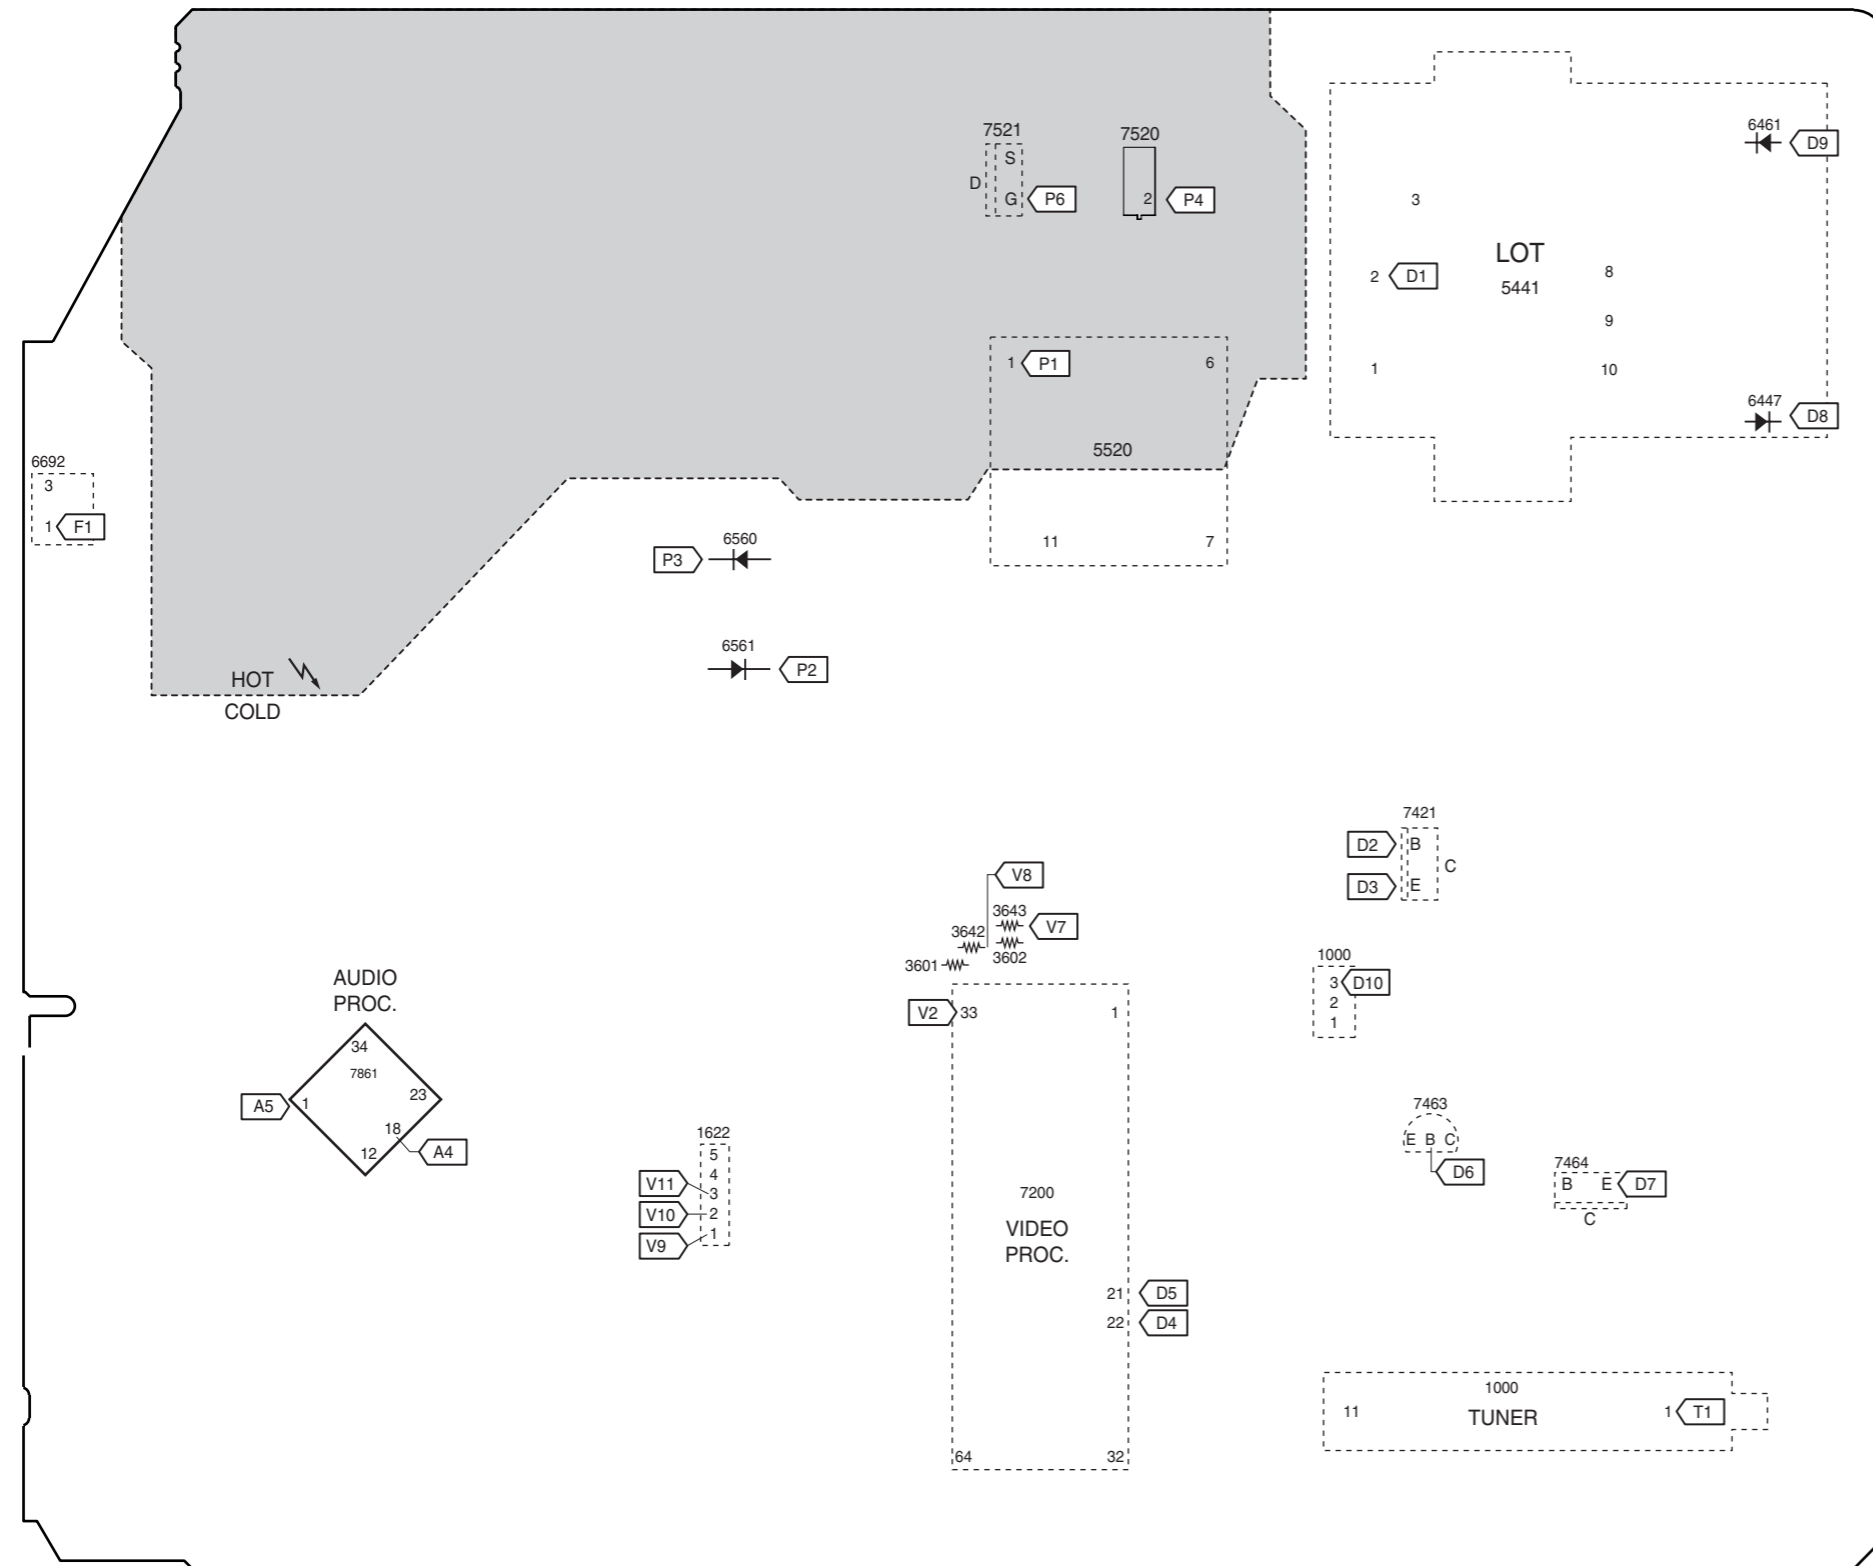 7521
7520
6461
D9
S
D
G
P6
2
P4
3
LOT
5441
2
D1
8
9
1
P1
6
1
10
6447
D8
5520
6692
3
1
F1
11
7
6560
P3
6561
P2
HOT
COLD
7421
D2
B
C
D3
E
V8
3643
V7
3642
3602
3601
1000
3
D10
2
1
AUDIO
PROC.
V2
33
1
34
7861
23
A5
1
18
12
A4
1622
5
4
V11
3
V10
2
V9
1
7463
E B C
D6
7464
B E
D7
C
7200
VIDEO
PROC.
21
D5
22
D4
64
32
1000
11
TUNER
1
T1